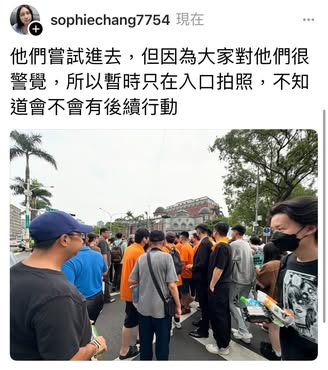 sophiechang7754 現在
他們嘗試進去，但因為大家對他們很
警覺，所以暫時只在入口拍照，不知
道會不會有後續行動